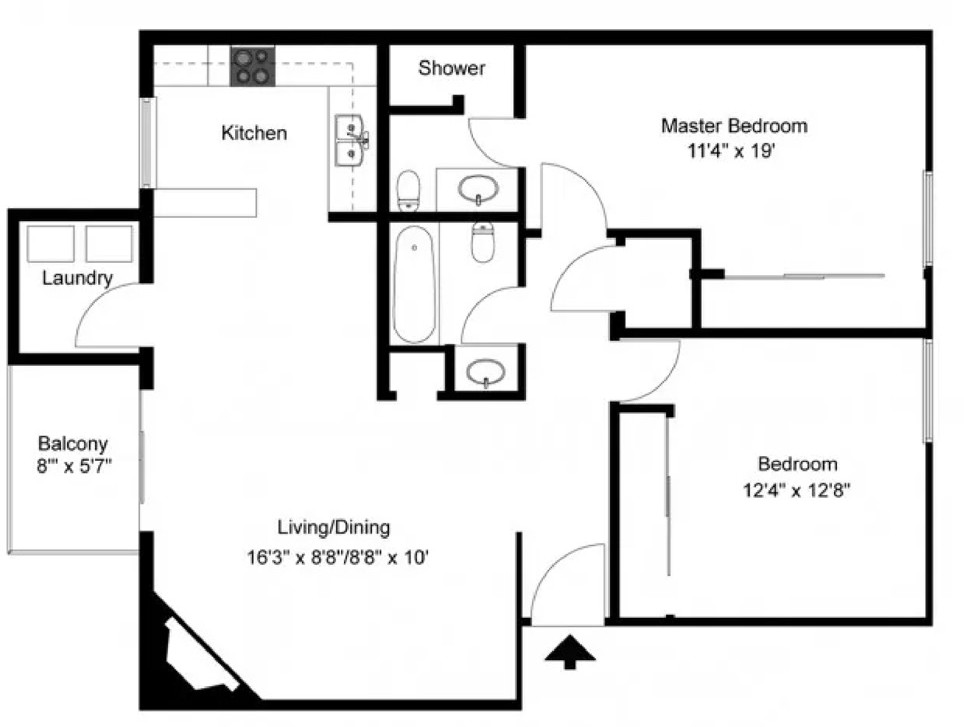 Shower
Kitchen
Master Bedroom
11'4" x 19'
Laundry
Balcony
8'" x 5'7"
Bedroom
12'4" x 12'8"
Living/Dining
16'3" x 8'8"/8'8" x 10'